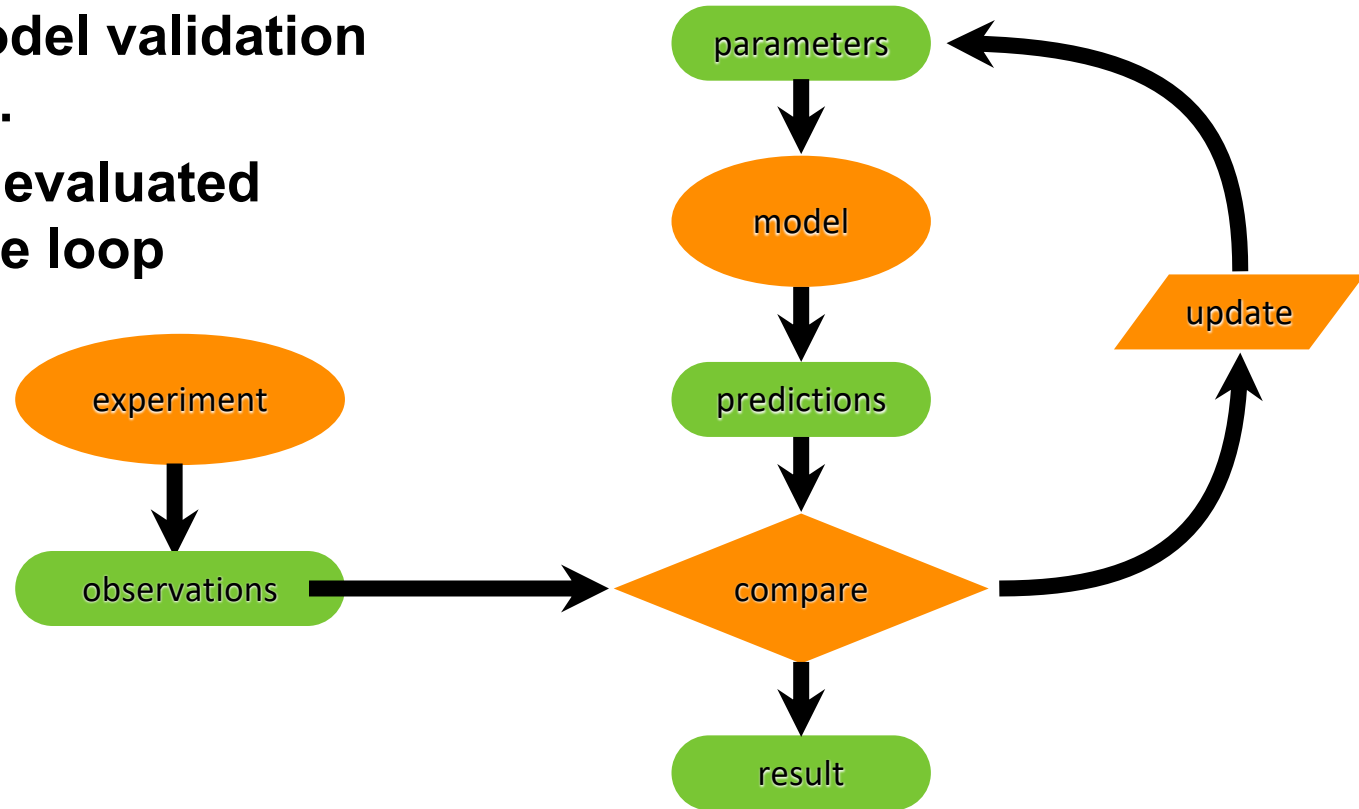 odel validation
.
evaluated
e loop
parameters
model
update
experiment
predictions
observations
compare
result